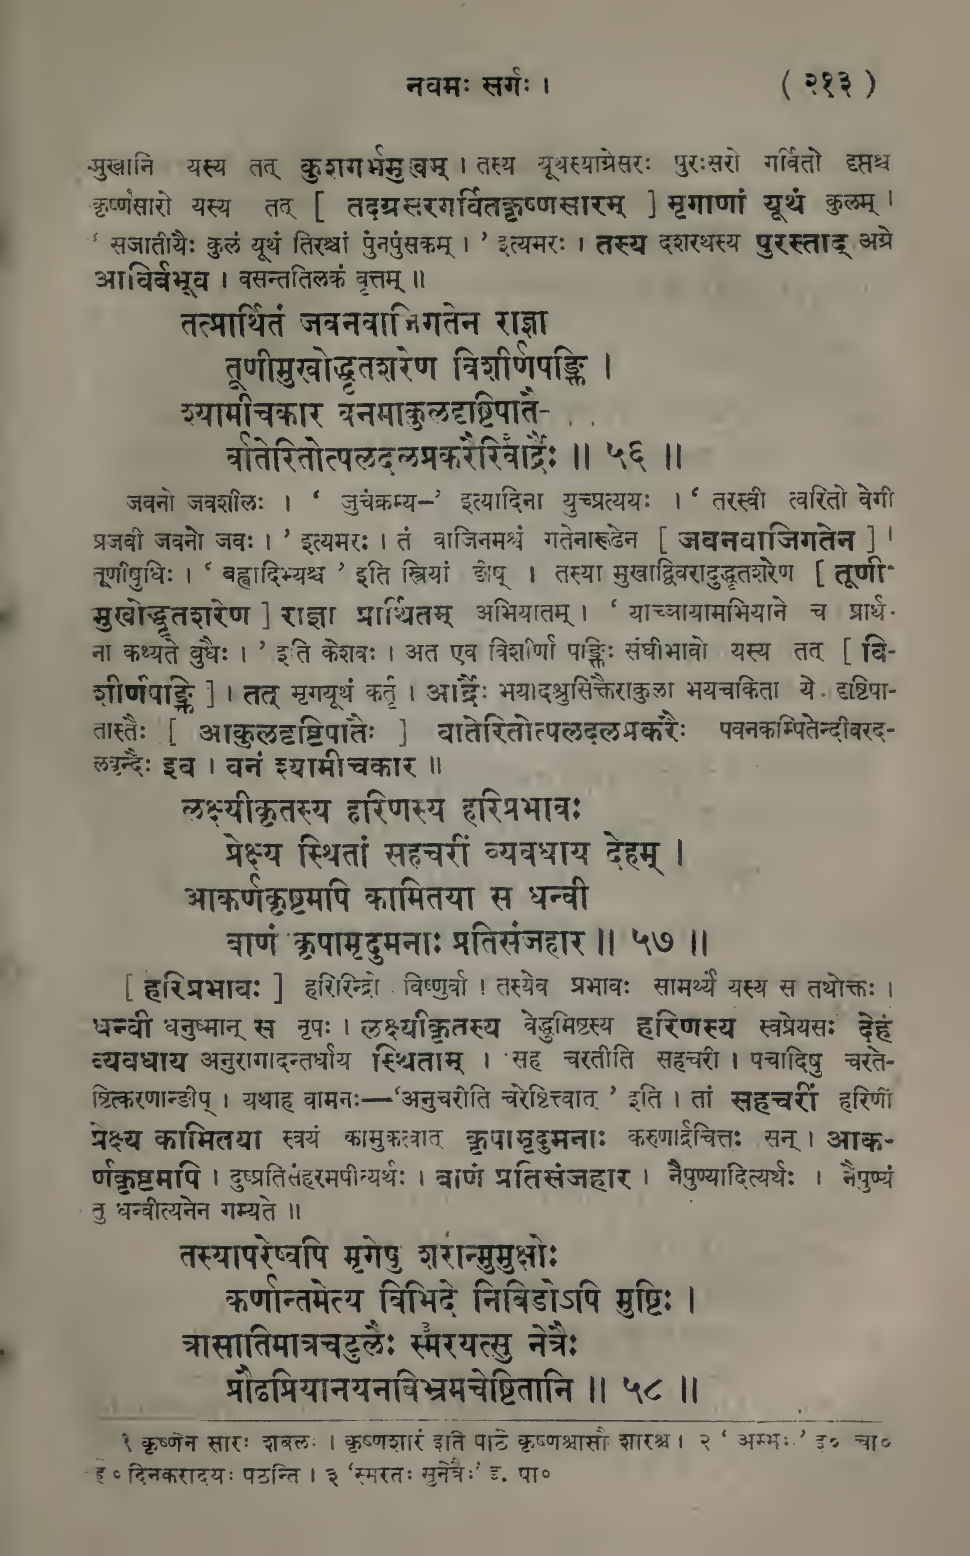 नवमः सर्गः । ( २१३ )
मुखानि यस्य तत् कुशगर्भमुखम् । तस्य यूथस्याग्रेसरः पुरःसरो गर्वितो दृप्तश्च
कृष्णसारो यस्य तत् [ तदग्रसरगर्वितकृष्णसारम् ] मृगाणां यूथं कुलम् ।
‘ सजातीयैः कुलं यूथं तिरश्चां पुंनपुंसकम् । ’ इत्यमरः । तस्य दशरथस्य पुरस्ताद् अग्रे
आविर्बभूव । वसन्ततिलकं वृत्तम् ॥
तत्प्रार्थितं जवनवाजिगतेन राज्ञा
तूणीमुखोद्धृतशरेण विशीर्णपङ्क्ति ।
श्यामीचकार वनमाकुलदृष्टिपातै-
र्वातेरितोत्पलदलप्रकरैरिवार्द्रैः ॥ ५६ ॥
जवनो जवशीलः । ‘ जुचंक्रम्य–’ इत्यादिना युच्प्रत्ययः । ‘ तरस्वी त्वरितो वेगी
प्रजवी जवनो जवः । ’ इत्यमरः । तं वाजिनमश्वं गतेनारूढेन [ जवनवाजिगतेन ] ।
तूणीषुधिः । ‘ बह्वादिभ्यश्च ’ इति स्त्रियां ङीष् । तस्या मुखाद्विवरादुद्धृतशरेण [ तूणी-
मुखोद्धृतशरेण ] राज्ञा प्रार्थितम् अभियातम् । ‘ याच्ञायामभियाने च प्रार्थ-
ना कथ्यते बुधैः । ’ इति केशवः । अत एव विशीर्णा पङ्क्तिः संघीभावो यस्य तत् [ वि-
शीर्णपङ्क्ति ] । तत् मृगयूथं कर्तृ । आर्द्रैः भयादश्रुसिक्तैराकुला भयचकिता ये दृष्टिपा-
तास्तैः [ आकुलदृष्टिपातैः ] वातेरितोत्पलदलप्रकरैः पवनकम्पितेन्दीवरद-
लवृन्दैः इव । वनं श्यामीचकार ॥
लक्ष्यीकृतस्य हरिणस्य हरिप्रभावः
प्रेक्ष्य स्थितां सहचरीं व्यवधाय देहम् ।
आकर्णकृष्टमपि कामितया स धन्वी
बाणं कृपामृदुमनाः प्रतिसंजहार ॥ ५७ ॥
[ हरिप्रभावः ] हरिरिन्द्रो विष्णुर्वा । तस्येव प्रभावः सामर्थ्यं यस्य स तथोक्तः ।
धन्वी धनुष्मान् स नृपः । लक्ष्यीकृतस्य वेद्धुमिष्टस्य हरिणस्य स्वप्रेयसः देहं
व्यवधाय अनुरागादन्तर्धाय स्थिताम् । सह चरतीति सहचरी । पचादिषु चरते-
ष्टित्करणान्ङीप् । यथाह वामनः—‘अनुचरीति चरेष्टित्त्वात् ’ इति । तां सहचरीं हरिणीं
प्रेक्ष्य कामितया स्वयं कामुकत्वात् कृपामृदुमनाः करुणार्द्रचित्तः सन् । आक-
र्णकृष्टमपि । दुष्प्रतिसंहरमपीत्यर्थः । बाणं प्रतिसंजहार । नैपुण्यादित्यर्थः । नैपुण्यं
तु धन्वीत्यनेन गम्यते ॥
तस्यापरेष्वपि मृगेषु शरान्मुमुक्षोः
कर्णान्तमेत्य बिभिदे निबिडोऽपि मुष्टिः ।
त्रासातिमात्रचटुलैः स्मरयत्सु नेत्रैः
प्रौढप्रियानयनविभ्रमचेष्टितानि ॥ ५८ ॥
१ कृष्णेन सारः शबलः । कृष्णशारं इति पाठे कृष्णश्चासौ शारश्च । २ ‘ अम्भः ’ इ० चा०
हे० दिनकरादयः पठन्ति । ३ ‘स्मरतः सुनेत्रैः’ इ. पा०